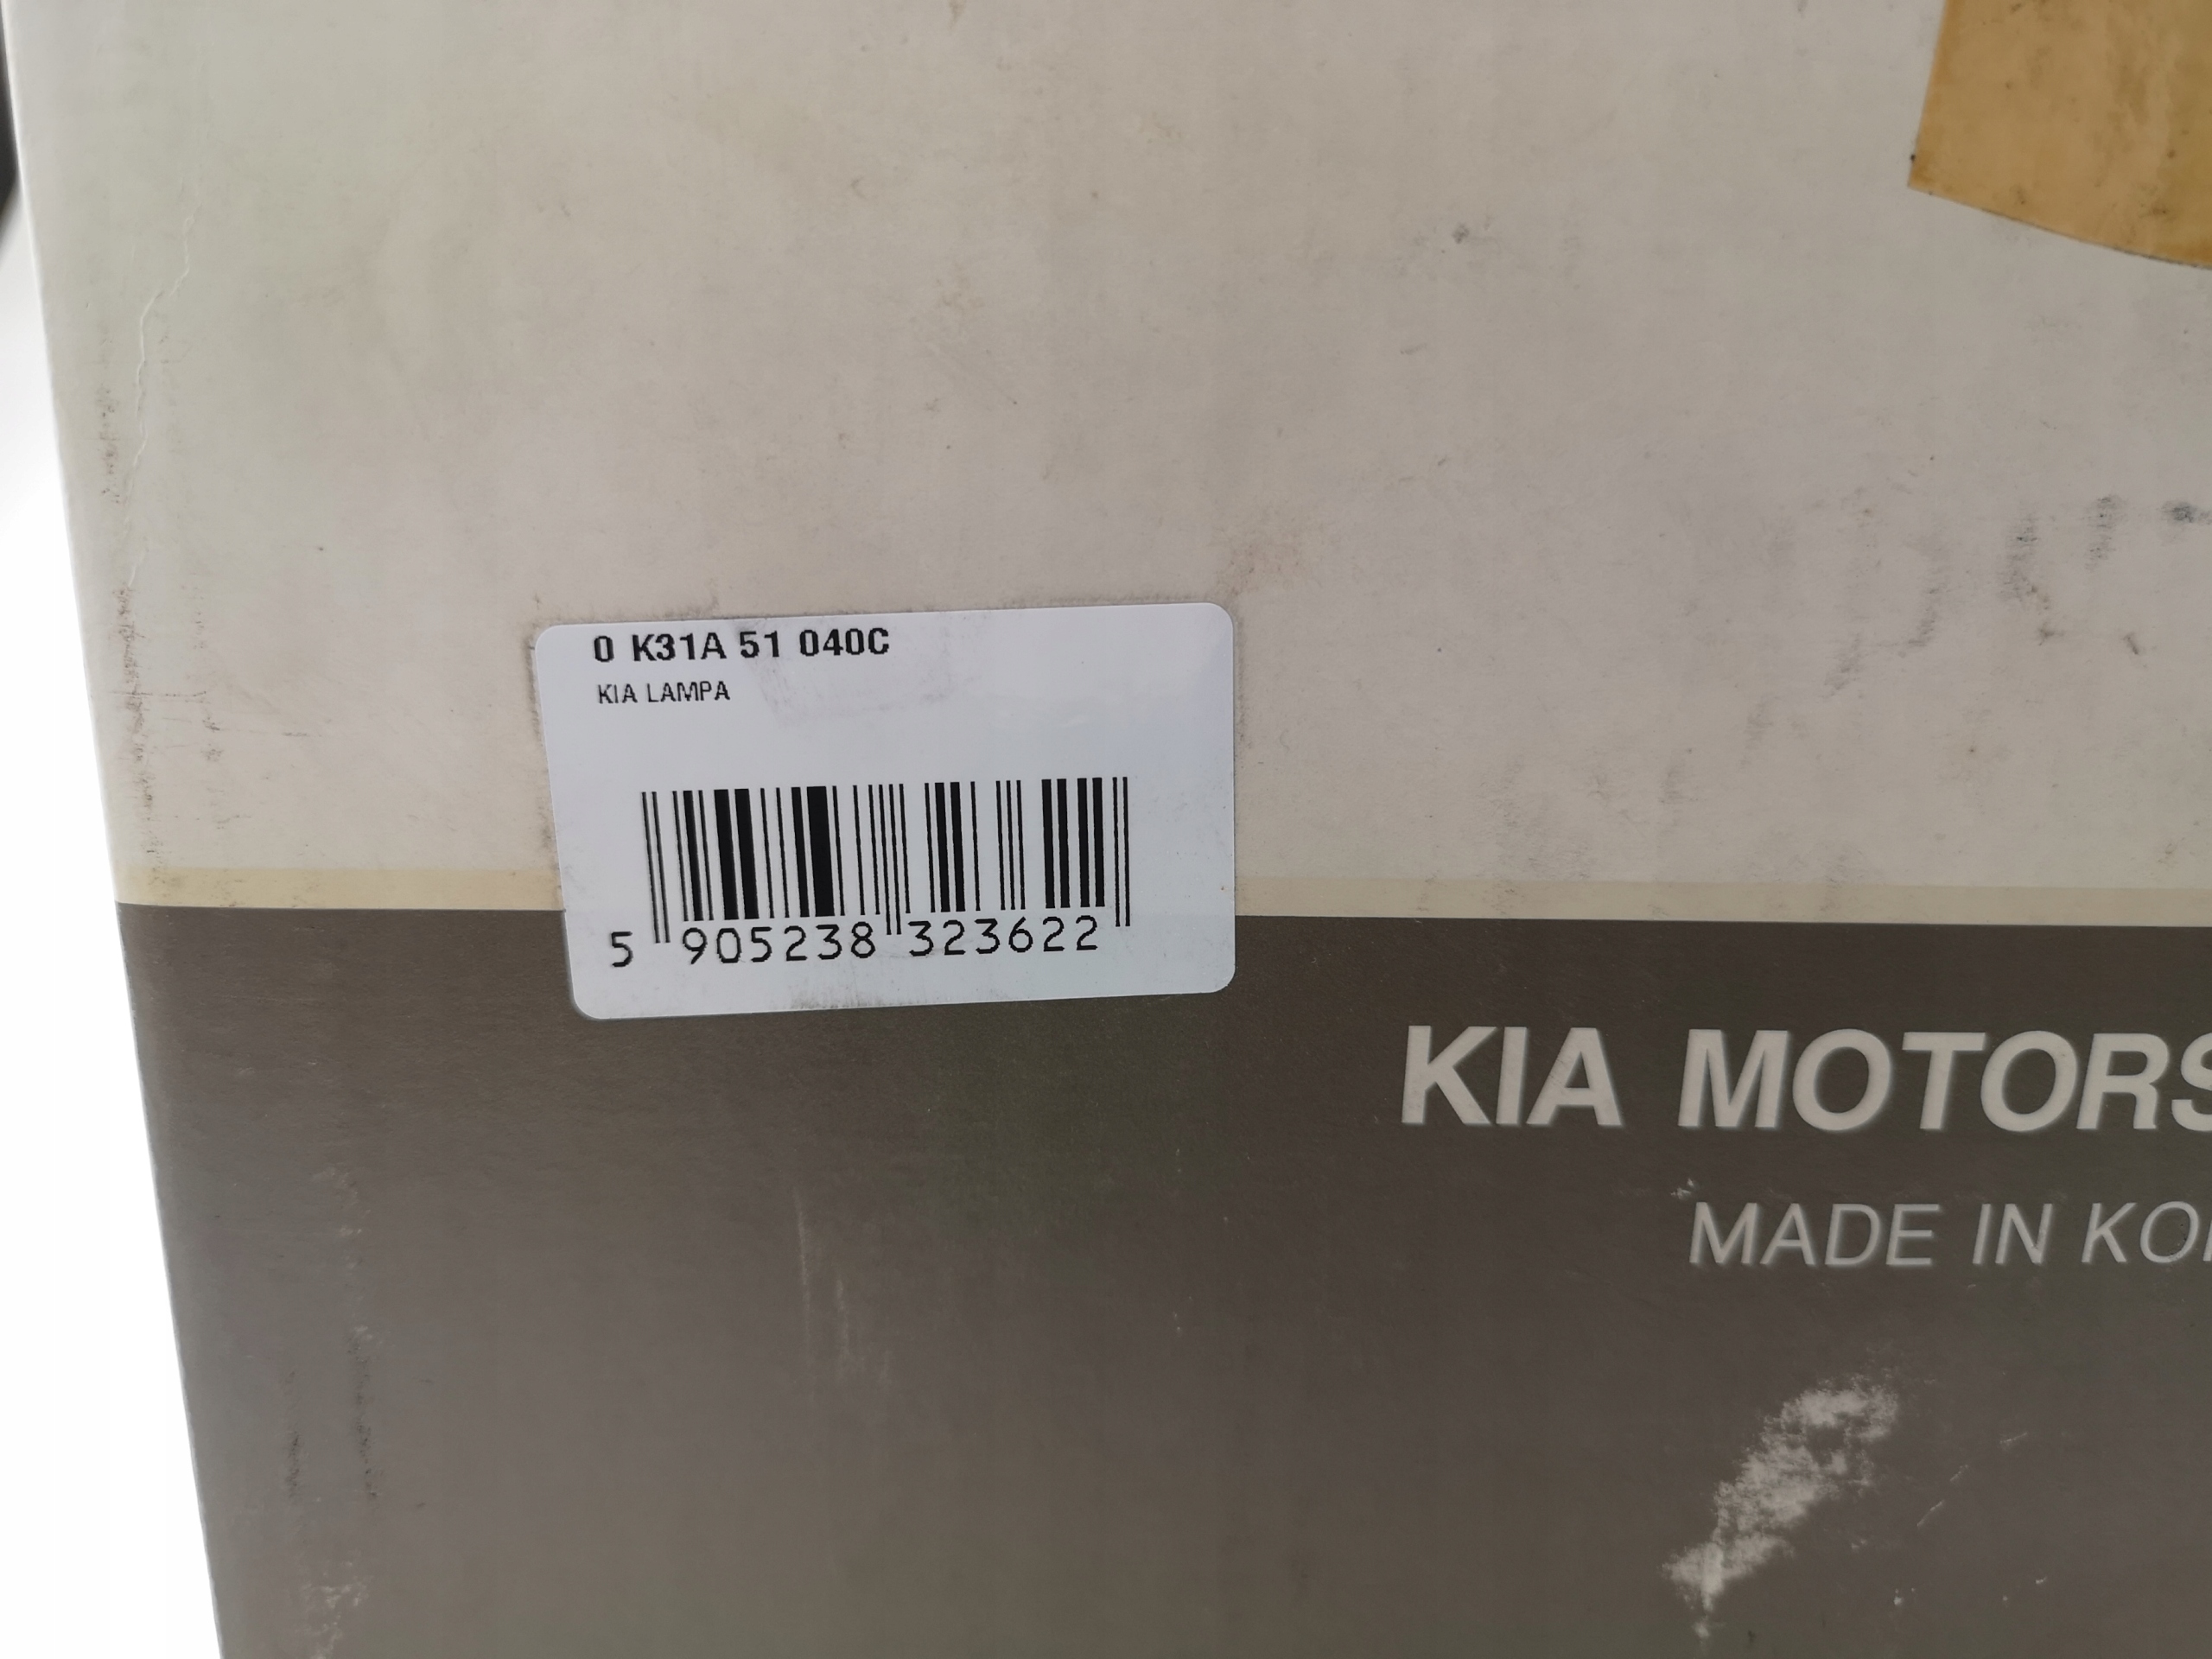 0 K31A 51 040C
KIA LAMPA
5 905238 323622
KIA MOTORS
MADE IN KO